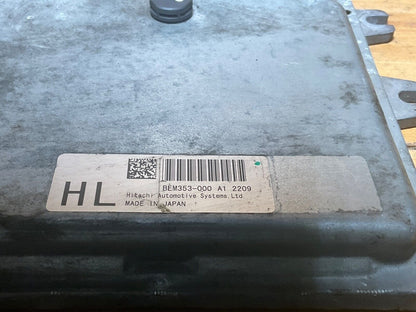 HL
BEM353-000 A1 2209
Hitachi Automotive Systems,Ltd
MADE IN JAPAN